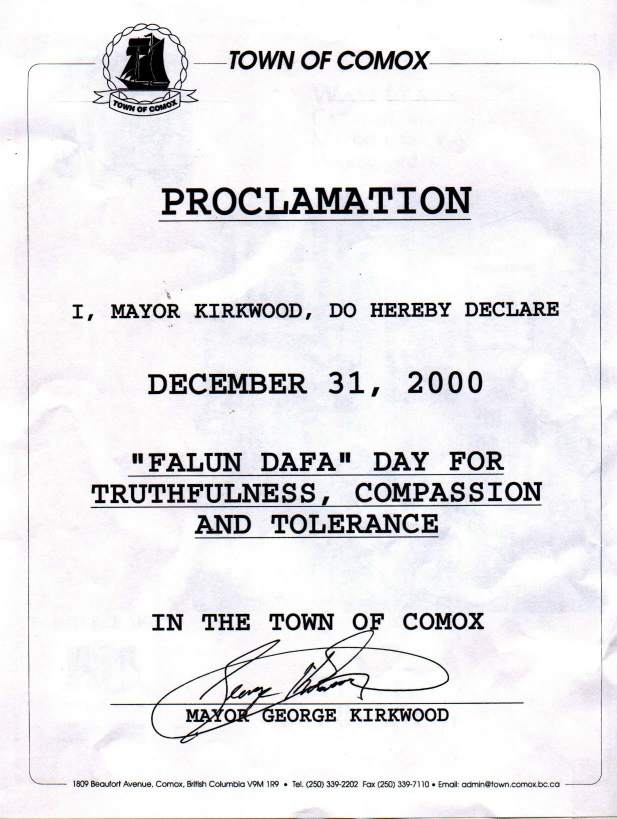 TOWN OF COMOX
TOWN OF COMOX
PROCLAMATION
I, MAYOR KIRKWOOD, DO HEREBY DECLARE
DECEMBER 31, 2000
"FALUN DAFA" DAY FOR
TRUTHFULNESS, COMPASSION
AND TOLERANCE
IN THE TOWN OF COMOX
George Kirkwood
MAYOR GEORGE KIRKWOOD
1809 Beaufort Avenue, Comox, British Columbia V9M 1R9 • Tel. (250) 339-2202 Fax (250) 339-7110 • Email: admin@town.comox.bc.ca